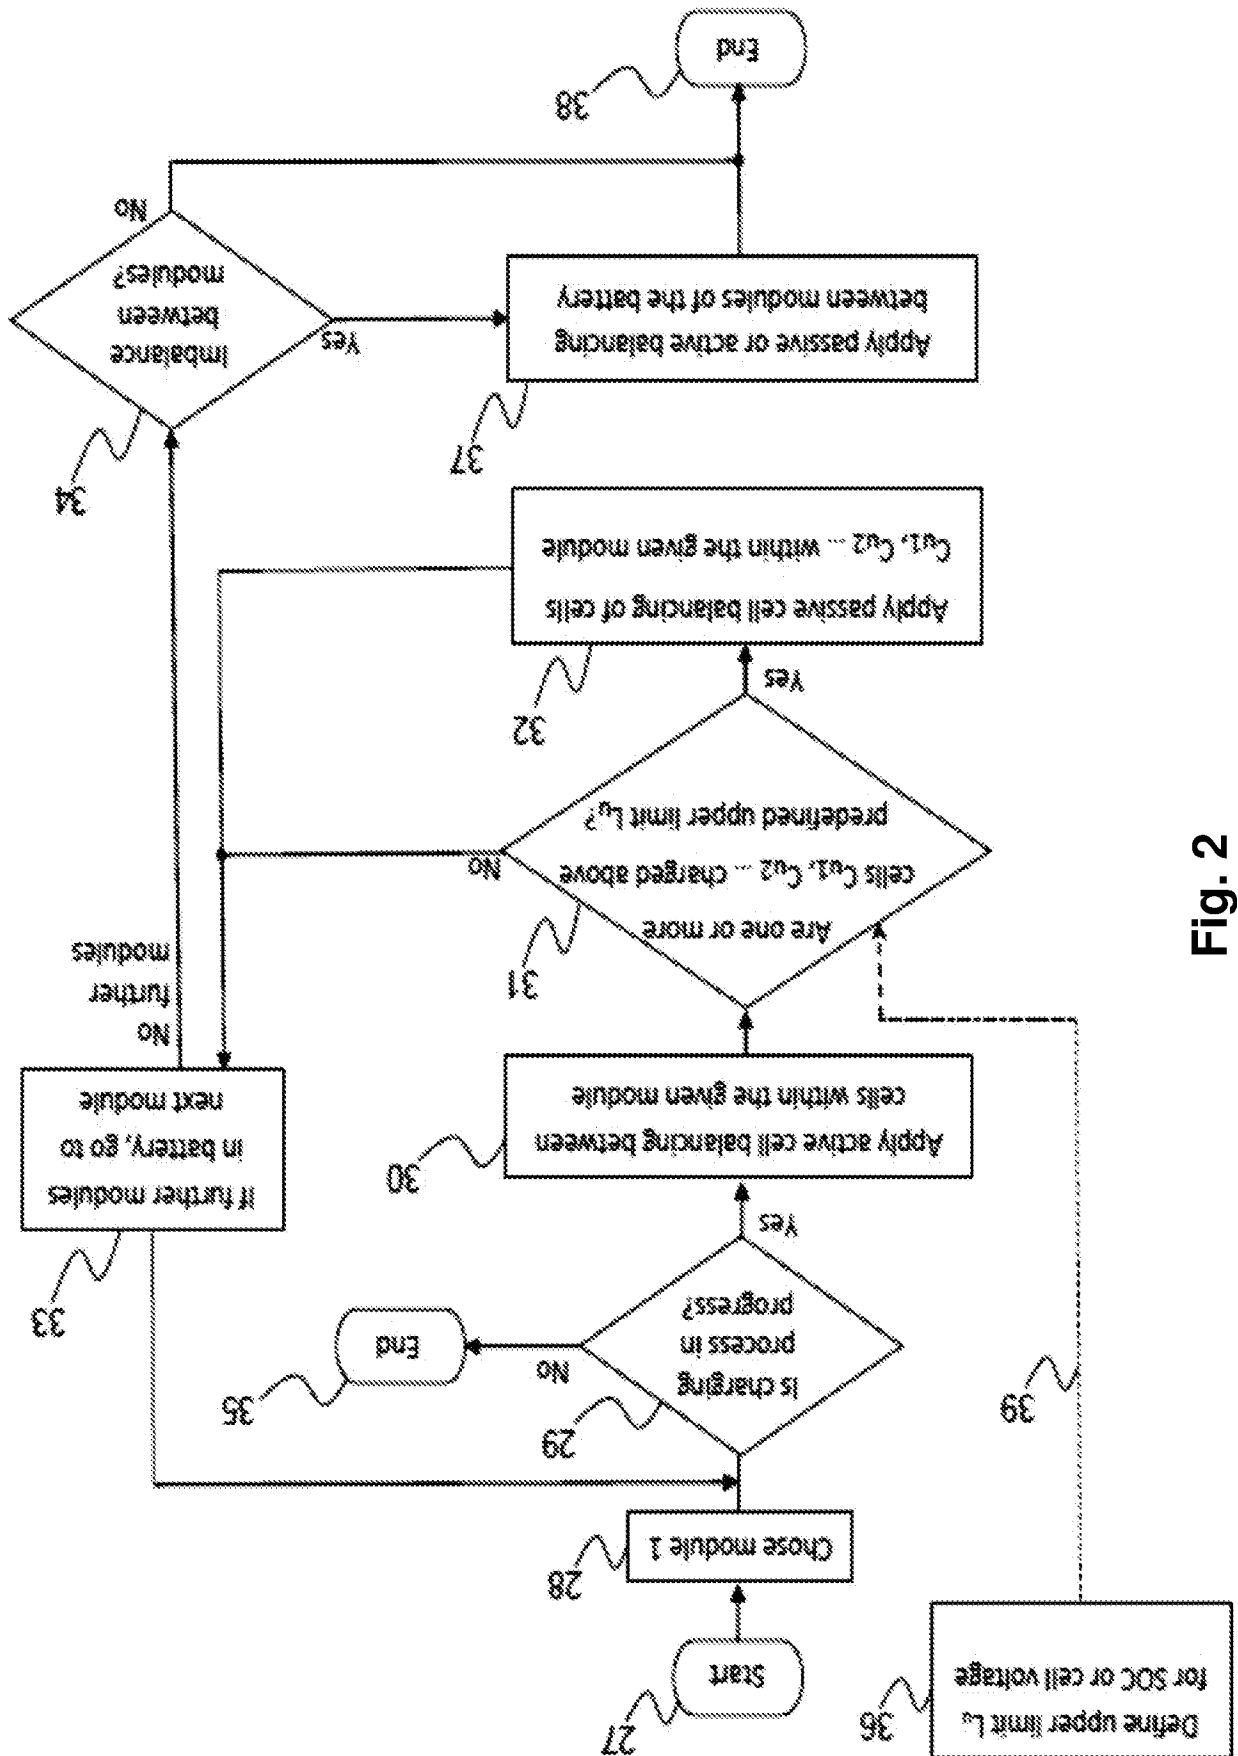 Start
27
Define upper limit Lᵤ
for SOC or cell voltage
36
Chose module 1
28
Is charging
process in
progress?
29
No
Yes
End
35
39
If further modules
in battery, go to
next module
33
Apply active cell balancing between
cells within the given module
30
No
further
modules
Are one or more
cells Cᵤ₁, Cᵤ₂ ... charged above
predefined upper limit Lᵤ?
31
No
Yes
Apply passive cell balancing of cells
Cᵤ₁, Cᵤ₂ ... within the given module
32
Imbalance
between
modules?
34
Yes
No
Apply passive or active balancing
between modules of the battery
37
End
38
Fig. 2